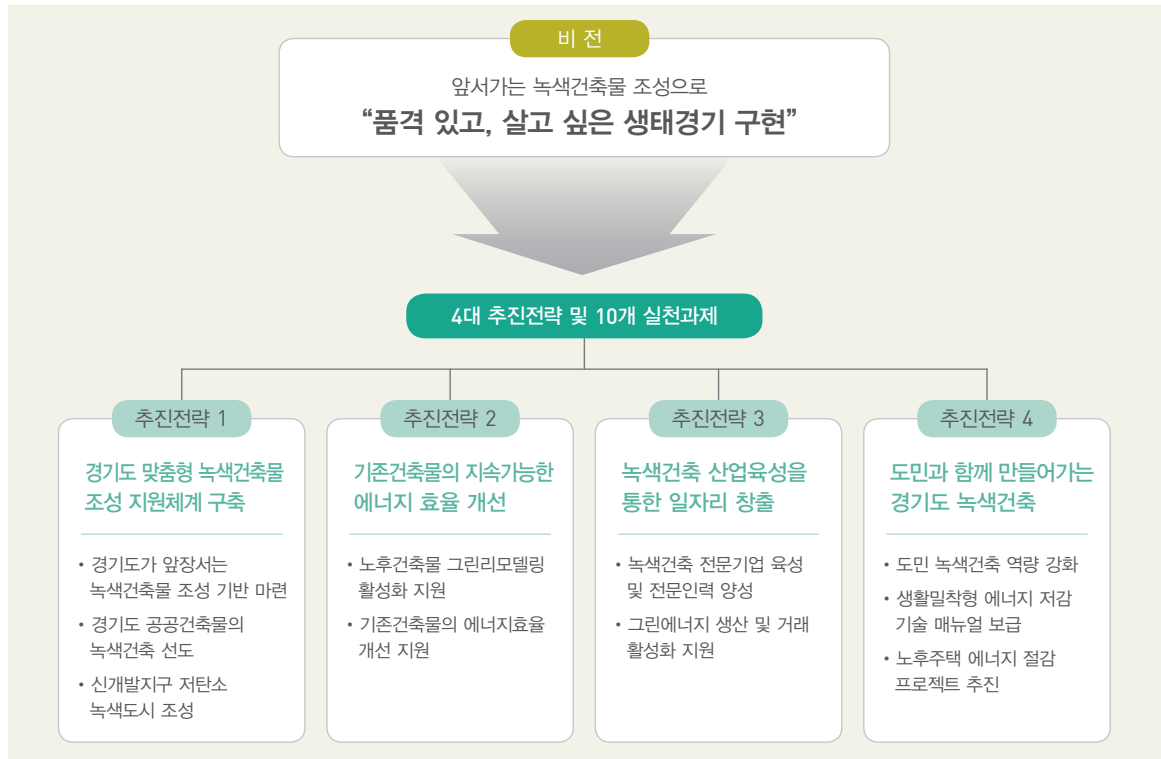 비 전
앞서가는 녹색건축물 조성으로
“품격 있고, 살고 싶은 생태경기 구현”
4대 추진전략 및 10개 실천과제
추진전략 1
경기도 맞춤형 녹색건축물
조성 지원체계 구축
• 경기도가 앞장서는
녹색건축물 조성 기반 마련
• 경기도 공공건축물의
녹색건축 선도
• 신개발지구 저탄소
녹색도시 조성
추진전략 2
기존건축물의 지속가능한
에너지 효율 개선
• 노후건축물 그린리모델링
활성화 지원
• 기존건축물의 에너지효율
개선 지원
추진전략 3
녹색건축 산업육성을
통한 일자리 창출
• 녹색건축 전문기업 육성
및 전문인력 양성
• 그린에너지 생산 및 거래
활성화 지원
추진전략 4
도민과 함께 만들어가는
경기도 녹색건축
• 도민 녹색건축 역량 강화
• 생활밀착형 에너지 저감
기술 매뉴얼 보급
• 노후주택 에너지 절감
프로젝트 추진